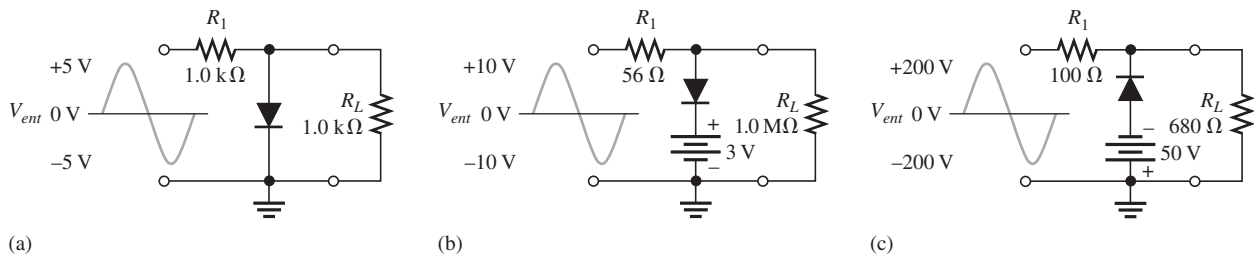 R1
1.0 kΩ
+5 V
Vent 0 V
–5 V
RL
1.0 kΩ
(a)
R1
56 Ω
+10 V
Vent 0 V
–10 V
+
3 V
–
RL
1.0 MΩ
(b)
R1
100 Ω
+200 V
Vent 0 V
–200 V
–
50 V
+
RL
680 Ω
(c)